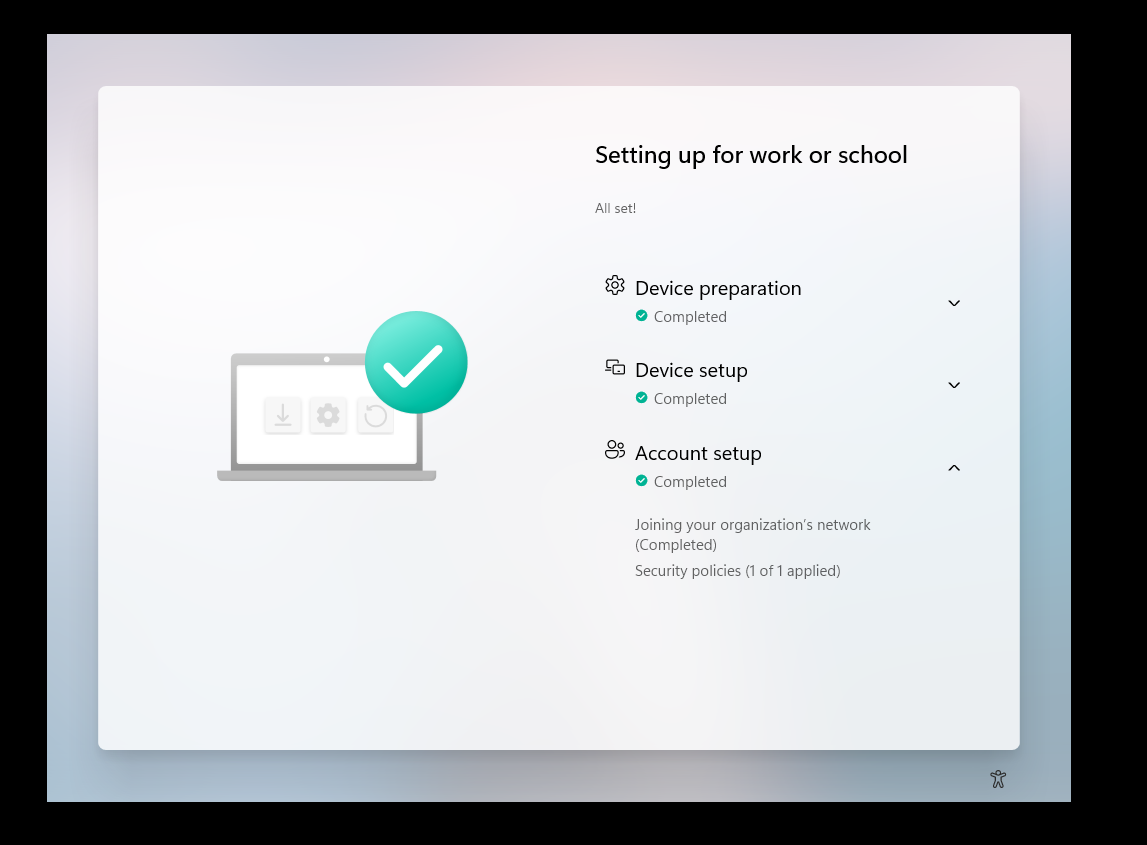 Setting up for work or school
All set!
Device preparation
Completed
Device setup
Completed
Account setup
Completed
Joining your organization's network
(Completed)
Security policies (1 of 1 applied)